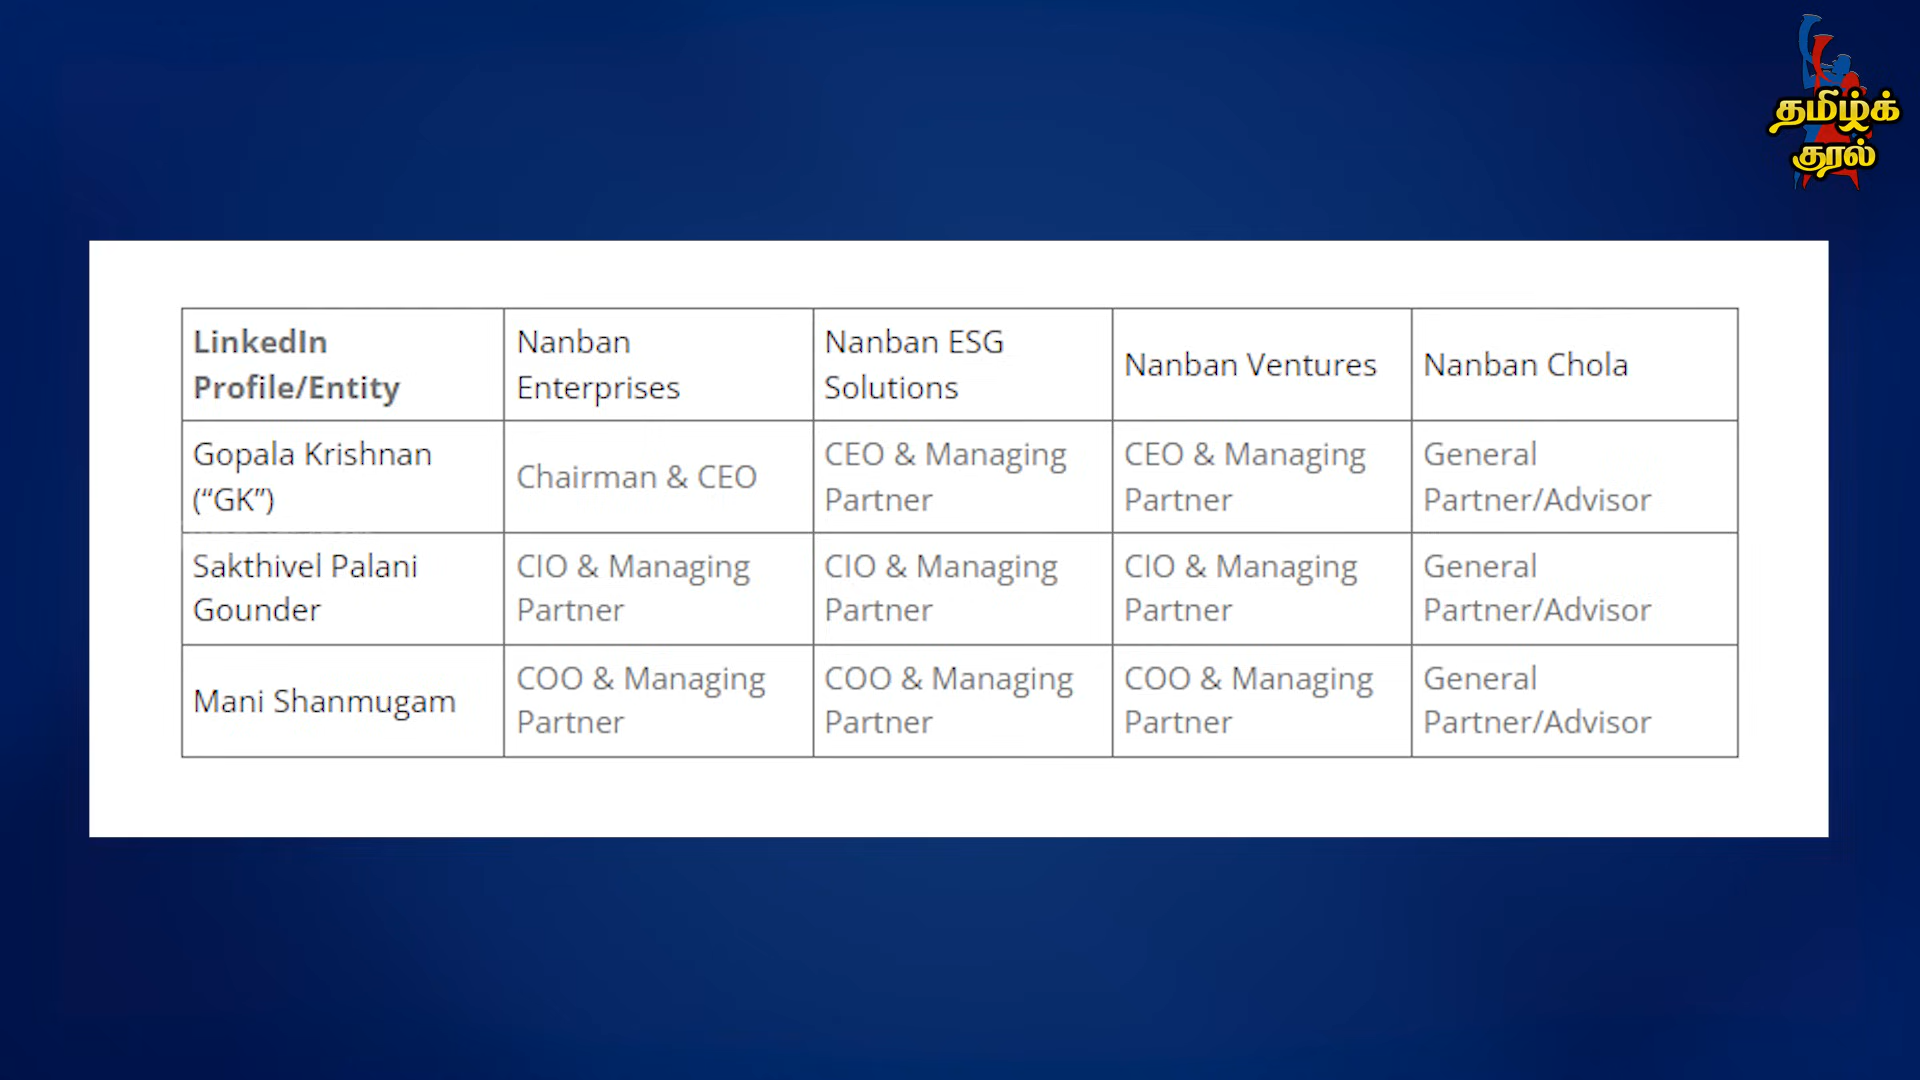 தமிழ்க்
குரல்
LinkedIn
Profile/Entity
Nanban
Enterprises
Nanban ESG
Solutions
Nanban Ventures
Nanban Chola
Gopala Krishnan
(“GK”)
Chairman & CEO
CEO & Managing
Partner
CEO & Managing
Partner
General
Partner/Advisor
Sakthivel Palani
Gounder
CIO & Managing
Partner
CIO & Managing
Partner
CIO & Managing
Partner
General
Partner/Advisor
Mani Shanmugam
COO & Managing
Partner
COO & Managing
Partner
COO & Managing
Partner
General
Partner/Advisor